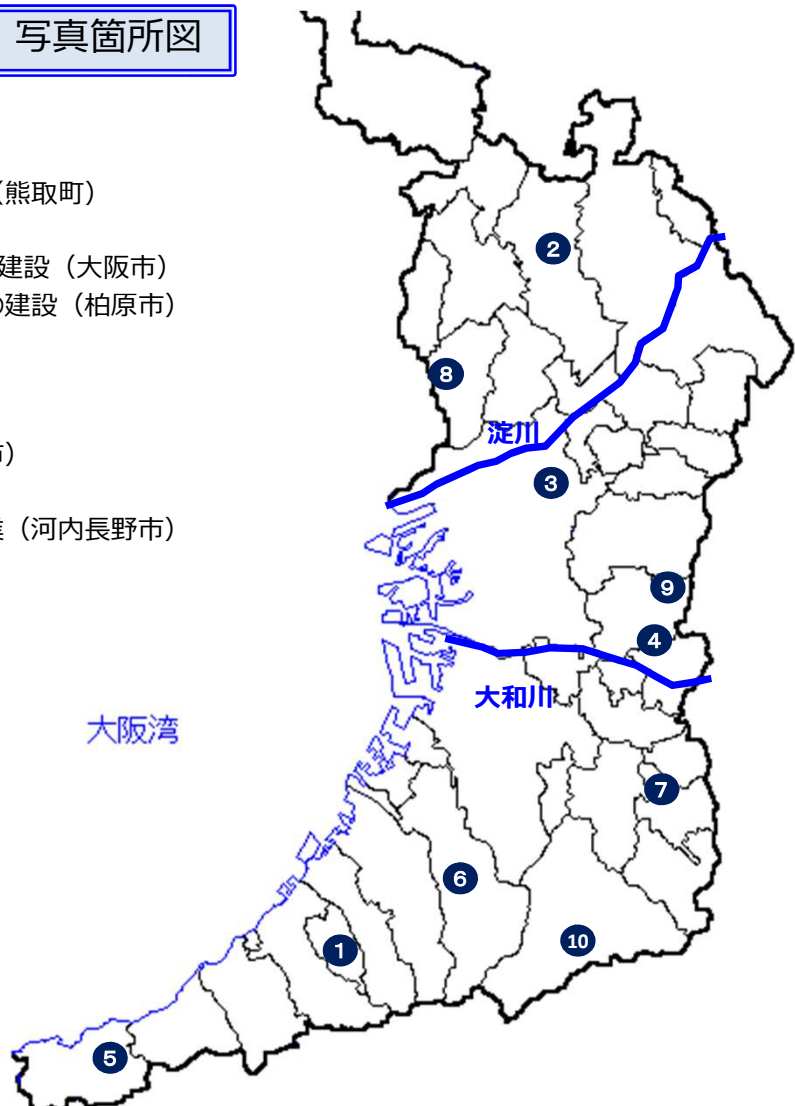 写真箇所図
（熊取町）
建設（大阪市）
の建設（柏原市）
市）
（河内長野市）
2
8
淀川
3
9
4
大和川
大阪湾
7
6
1
10
5